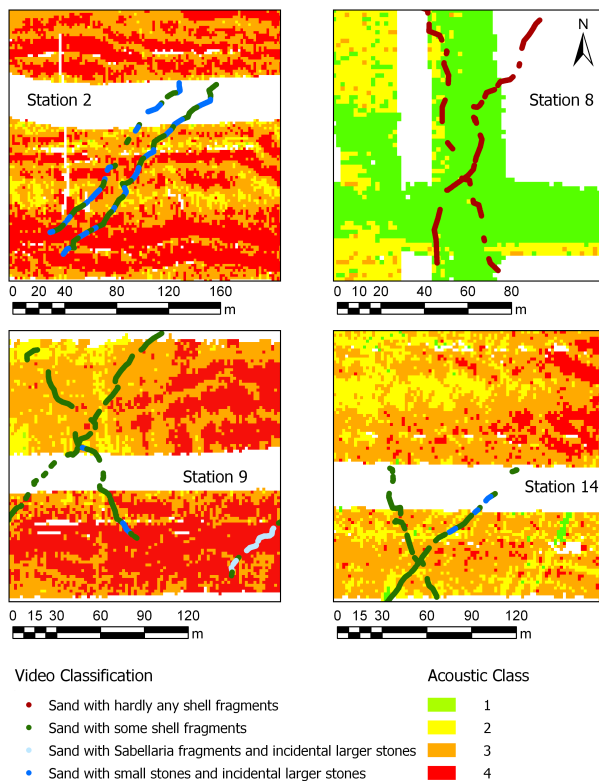 Station 2
N
Station 8
0 20 40 80 120 160
m
0 10 20 40 60 80
m
Station 9
Station 14
0 15 30 60 90 120
m
0 15 30 60 90 120
m
Video Classification
Acoustic Class
Sand with hardly any shell fragments
1
Sand with some shell fragments
2
Sand with Sabellaria fragments and incidental larger stones
3
Sand with small stones and incidental larger stones
4